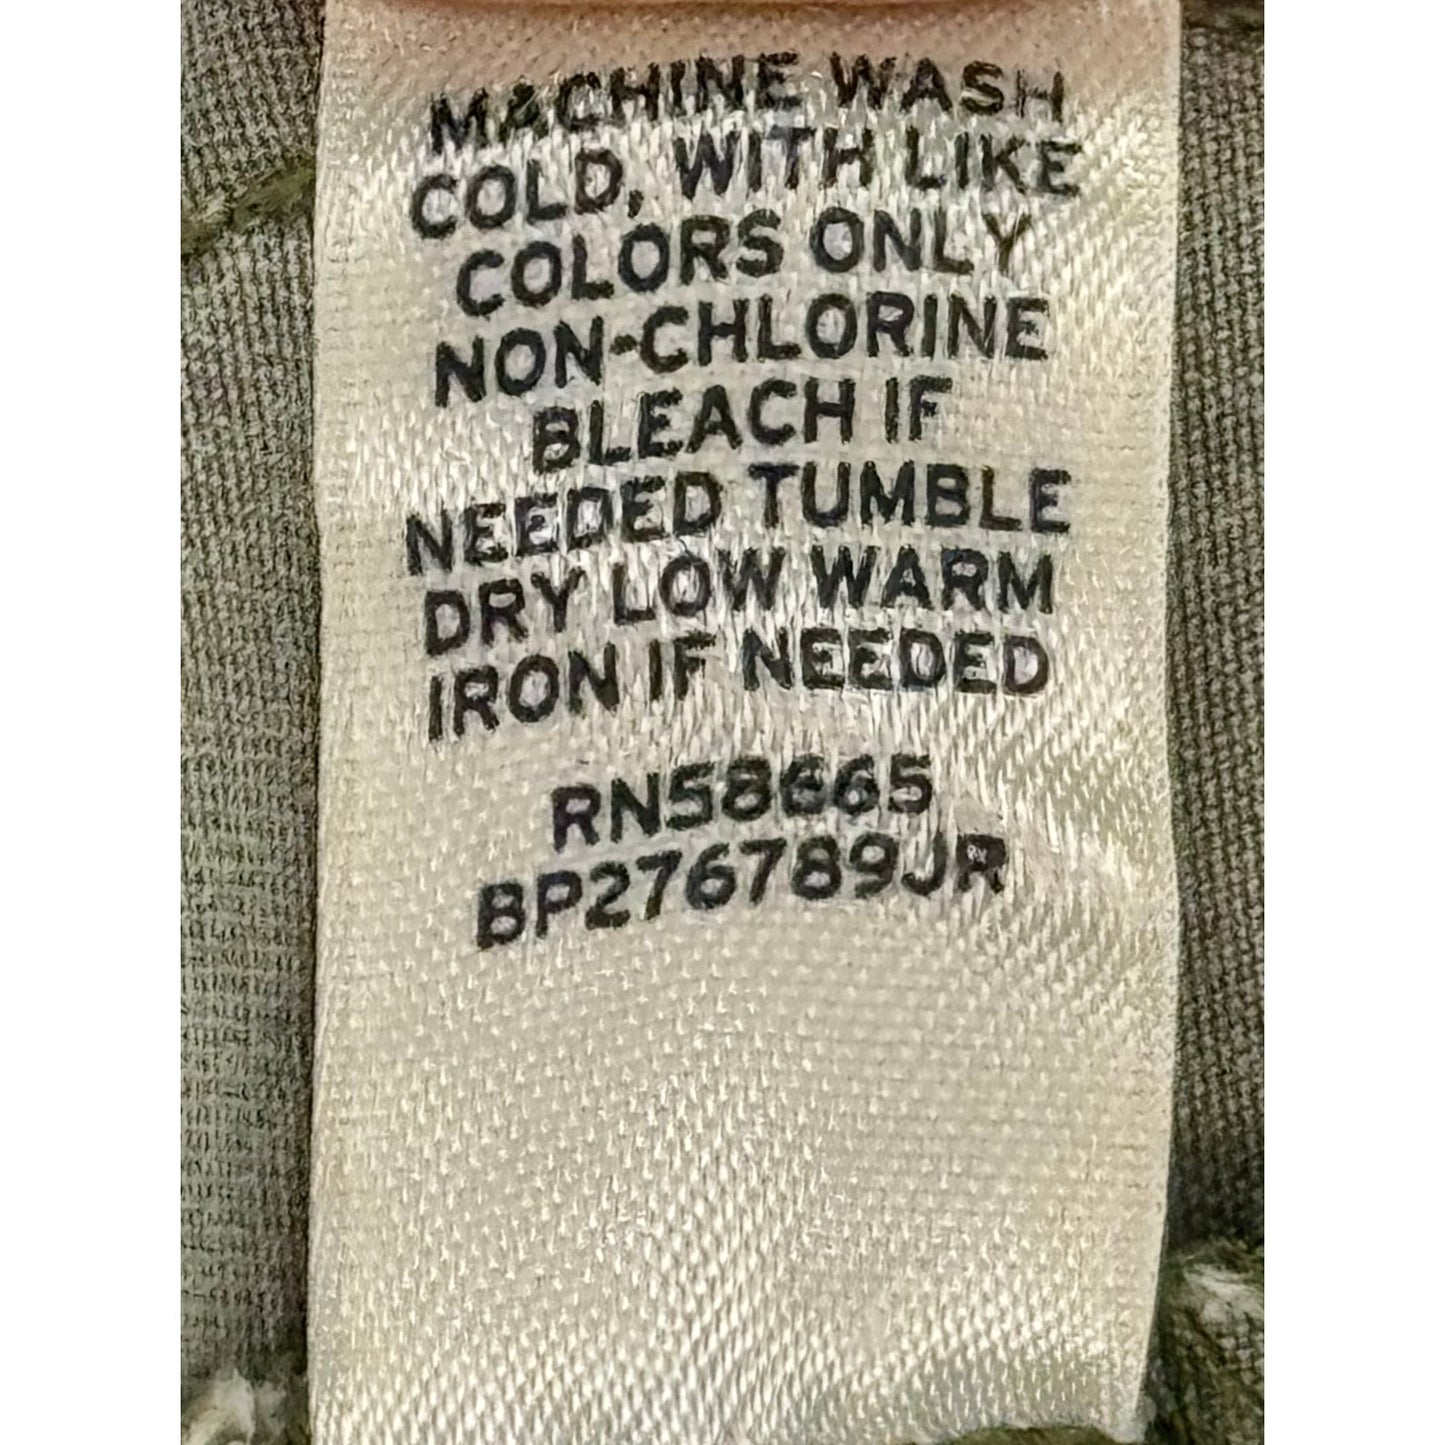 MACHINE WASH
COLD, WITH LIKE
COLORS ONLY
NON-CHLORINE
BLEACH IF
NEEDED TUMBLE
DRY LOW WARM
IRON IF NEEDED
RN58665
BP276789JR